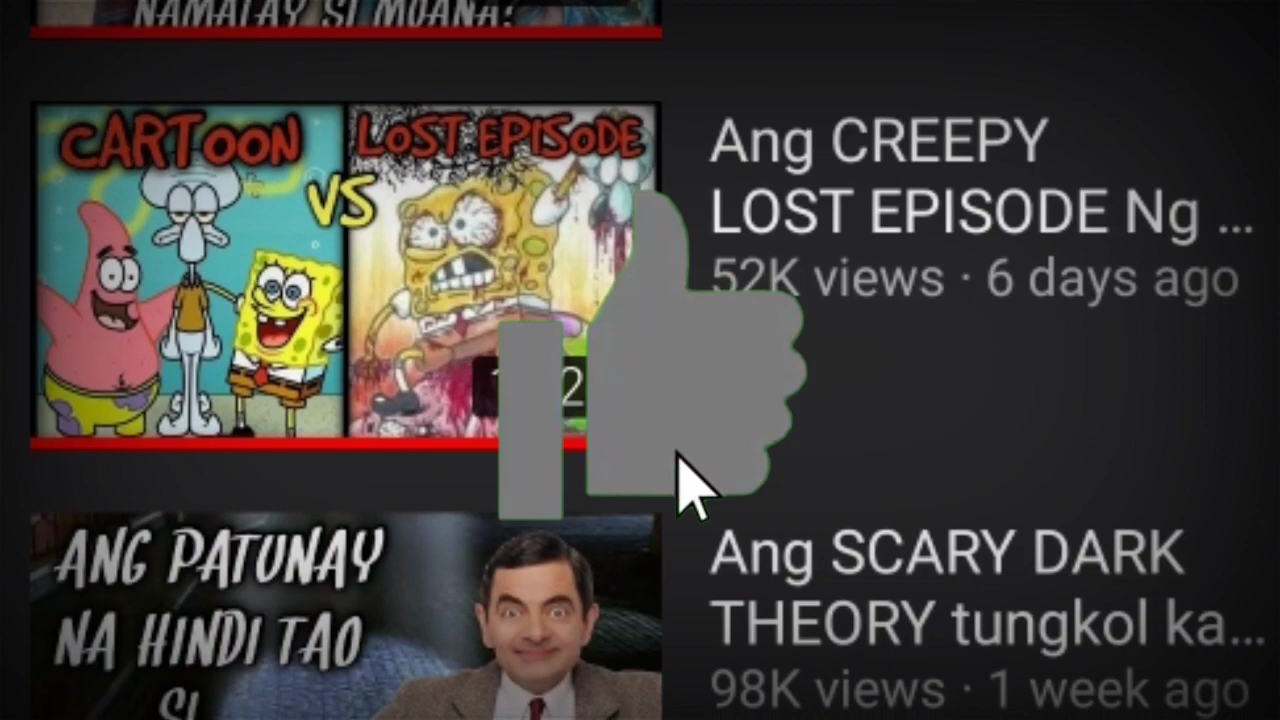 NAMATAY SI MOANA?
CARTOON
VS
LOST EPISODE
Ang CREEPY
LOST EPISODE Ng ...
52K views · 6 days ago
ANG PATUNAY
NA HINDI TAO
SI
Ang SCARY DARK
THEORY tungkol ka...
98K views · 1 week ago